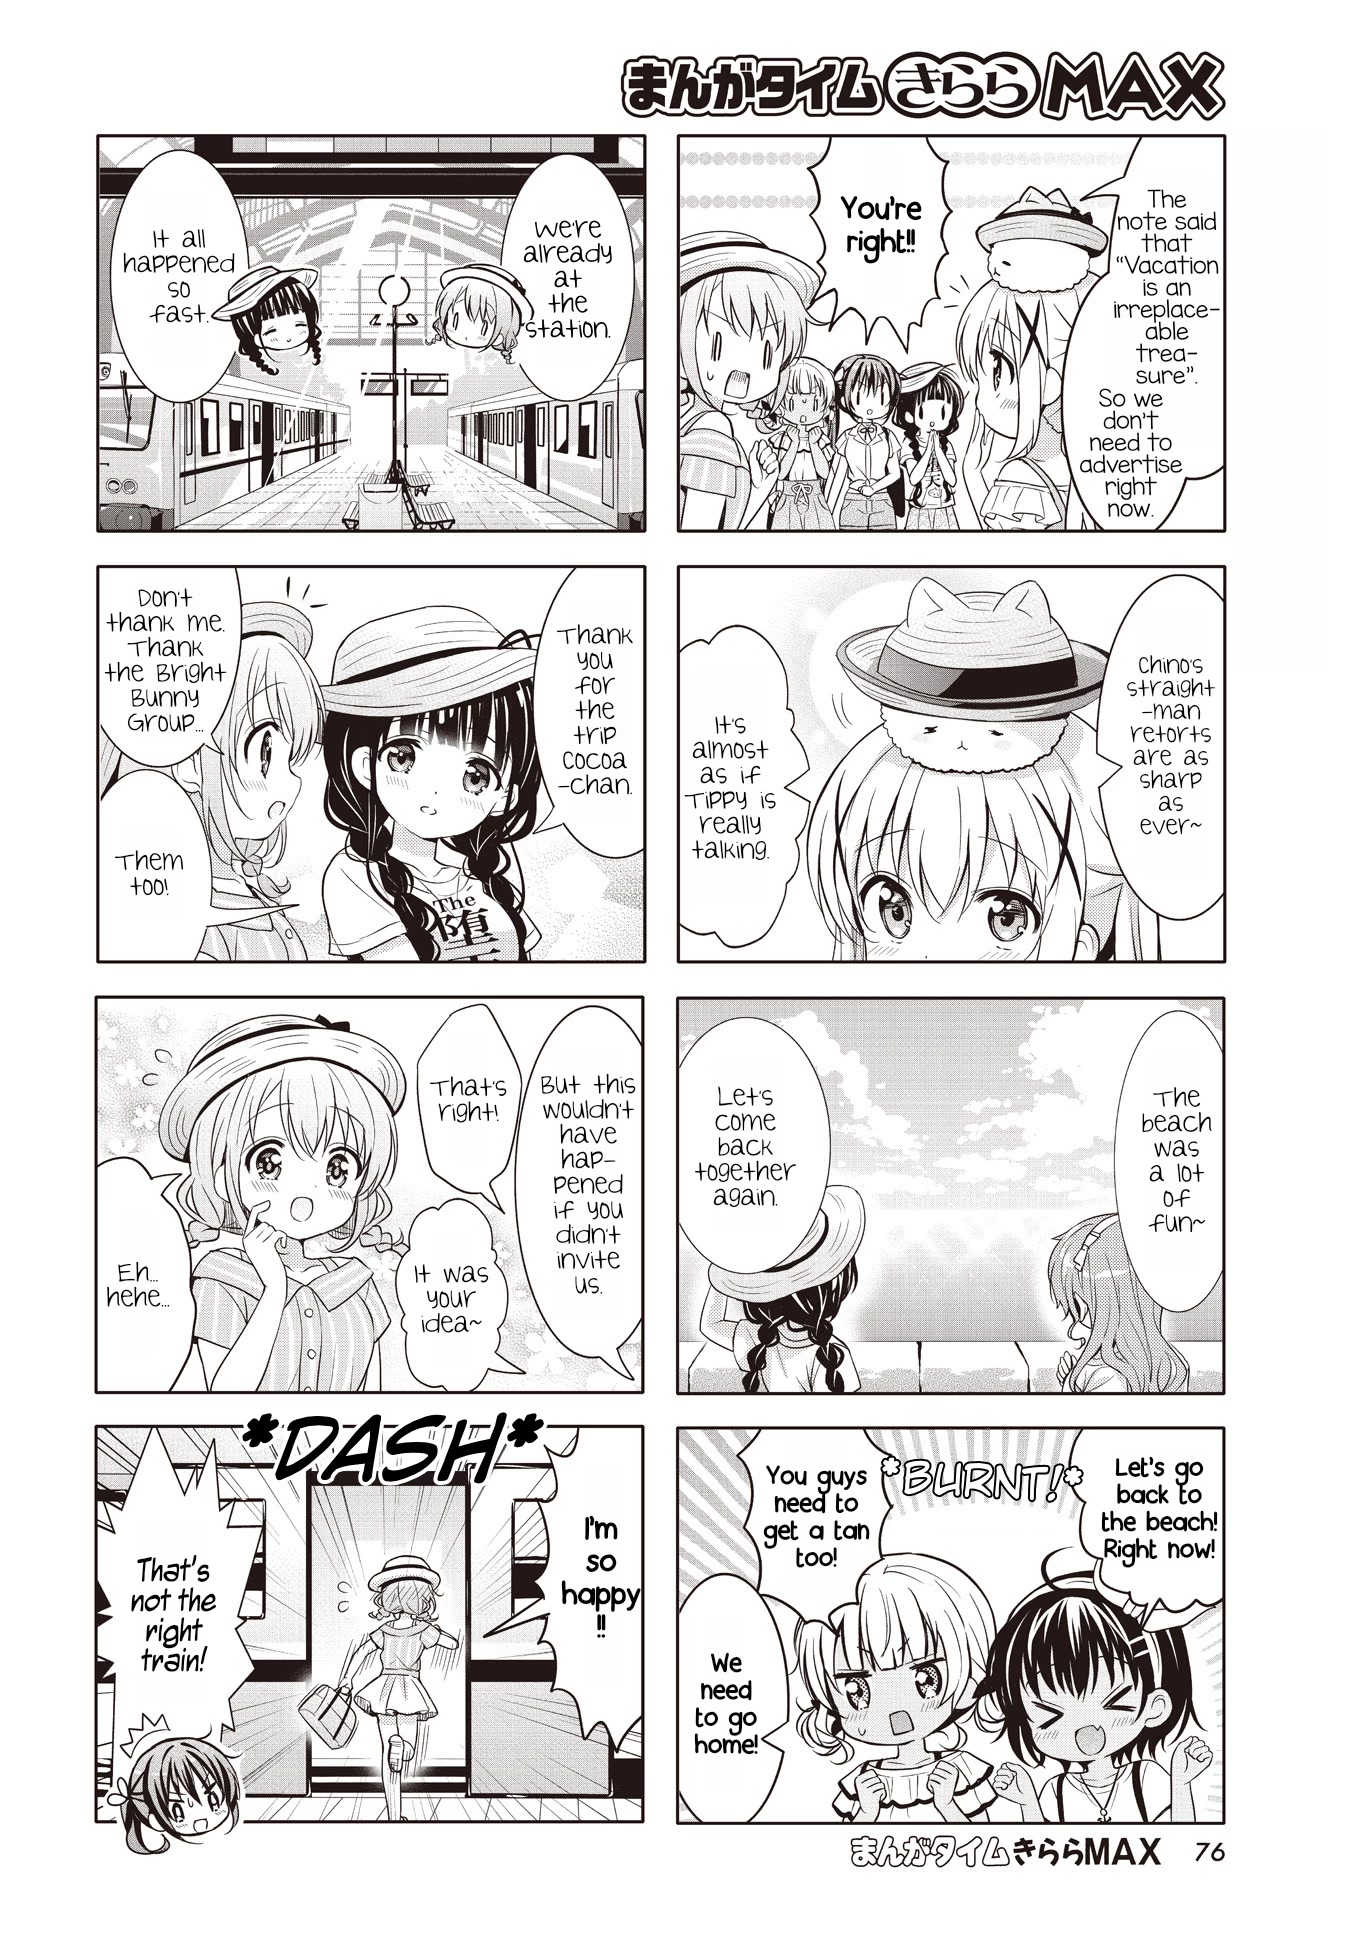 まんがタイムきららMAX
The
note said
that
"Vacation
is an
irreplace-
able
trea-
sure".
So we
don't
need to
advertise
right
now.
You're
right!!
Chino's
straight
-man
retorts
are as
sharp
as
ever~
It's
almost
as if
Tippy is
really
talking.
The
beach
was
a lot
of
fun~
Let's
come
back
together
again.
Let's go
back to
the beach!
Right now!
*BURNT!*
You guys
need to
get a tan
too!
We
need
to go
home!
We're
already
at
the
station.
It all
happened
so
fast.
Thank
you
for
the
trip
Cocoa
-chan.
Don't
thank me.
Thank
the Bright
Bunny
Group...
Them
too!
The
堕
天
But this
wouldn't
have
hap-
pened
if you
didn't
invite
us.
That's
right!
It was
your
idea~
Eh...
hehe...
I'm
so
happy
!!
*DASH*
That's
not the
right
train!
まんがタイムきららMAX 76